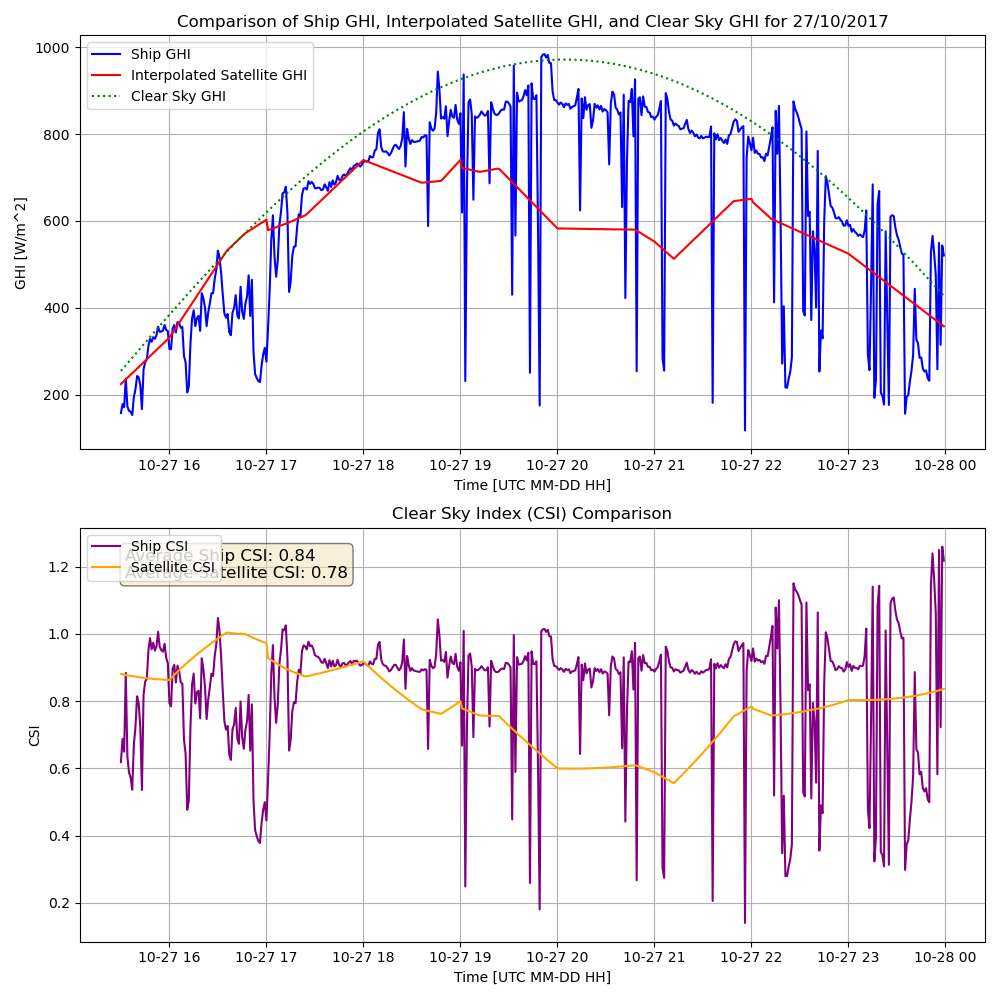 Comparison of Ship GHI, Interpolated Satellite GHI, and Clear Sky GHI for 27/10/2017
Ship GHI
Interpolated Satellite GHI
Clear Sky GHI
GHI [W/m^2]
1000
800
600
400
200
10-27 16 10-27 17 10-27 18 10-27 19 10-27 20 10-27 21 10-27 22 10-27 23 10-28 00
Time [UTC MM-DD HH]
Clear Sky Index (CSI) Comparison
Ship CSI
Satellite CSI
Average Ship CSI: 0.84
Average Satellite CSI: 0.78
CSI
1.2
1.0
0.8
0.6
0.4
0.2
10-27 16 10-27 17 10-27 18 10-27 19 10-27 20 10-27 21 10-27 22 10-27 23 10-28 00
Time [UTC MM-DD HH]